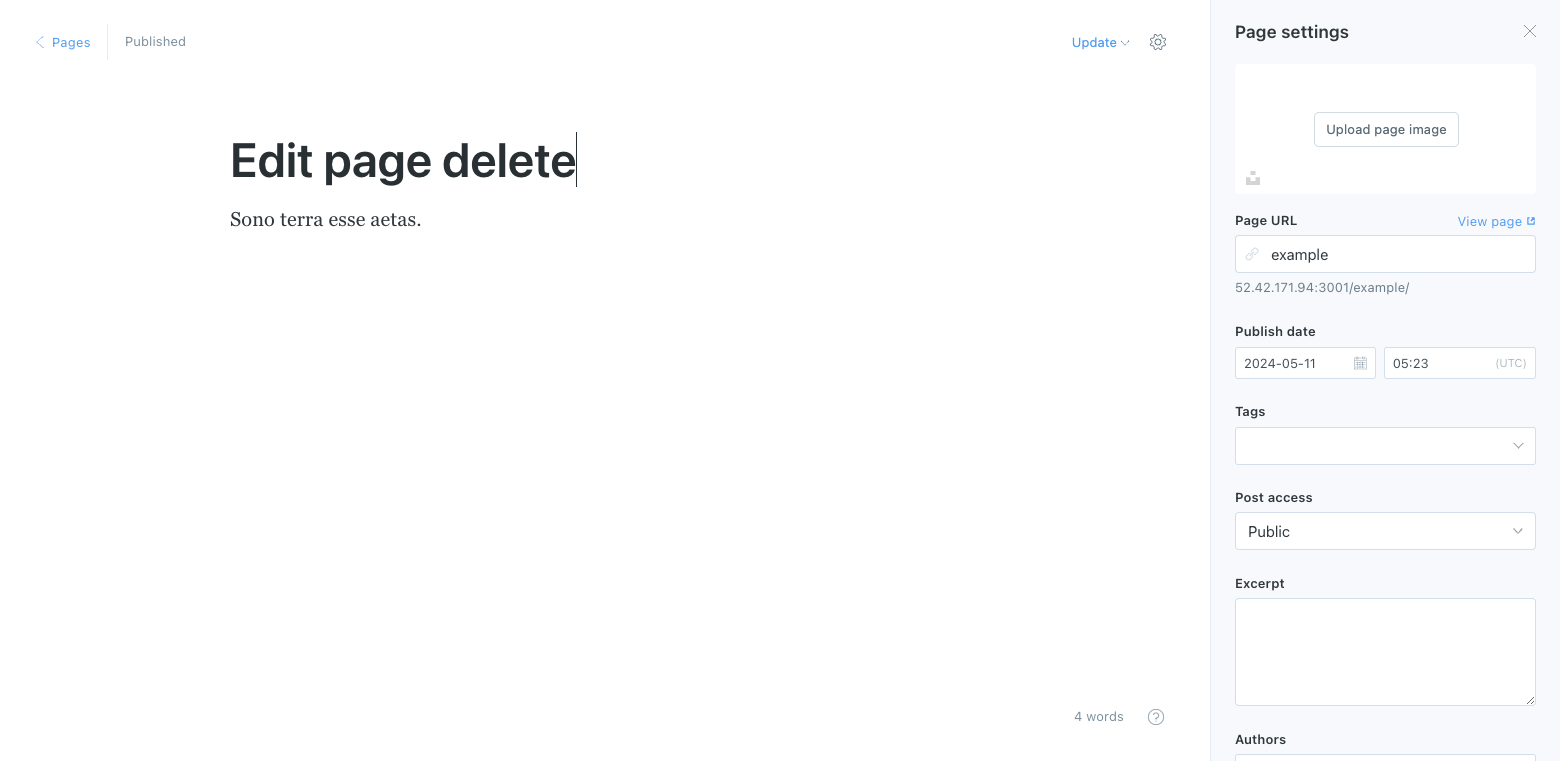 Pages
Published
Update
Edit page delete
Sono terra esse aetas.
4 words
?
Page settings
Upload page image
Page URL
View page
example
52.42.171.94:3001/example/
Publish date
2024-05-11
05:23
(UTC)
Tags
Post access
Public
Excerpt
Authors